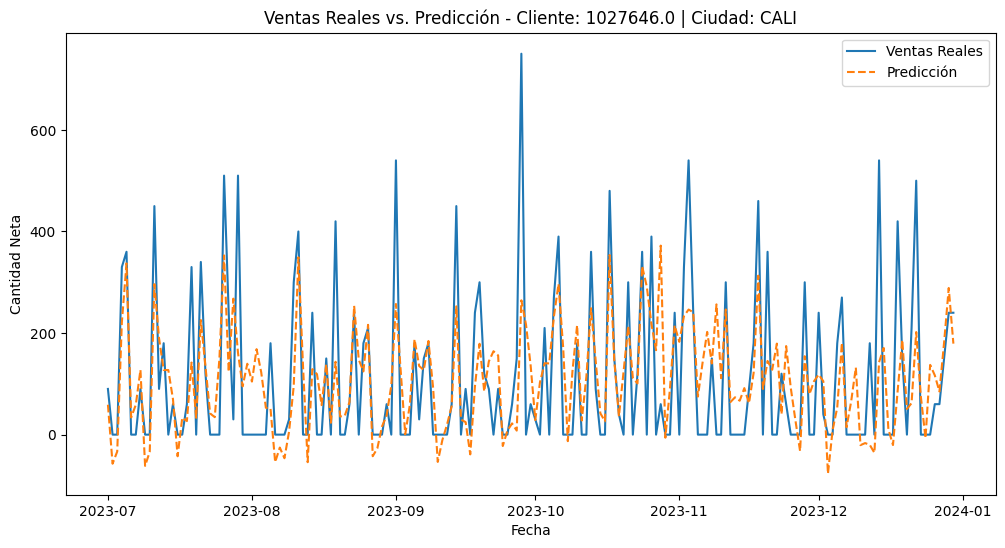 Ventas Reales vs. Predicción - Cliente: 1027646.0 | Ciudad: CALI
Ventas Reales
Predicción
Cantidad Neta
600
400
200
0
2023-07
2023-08
2023-09
2023-10
2023-11
2023-12
2024-01
Fecha